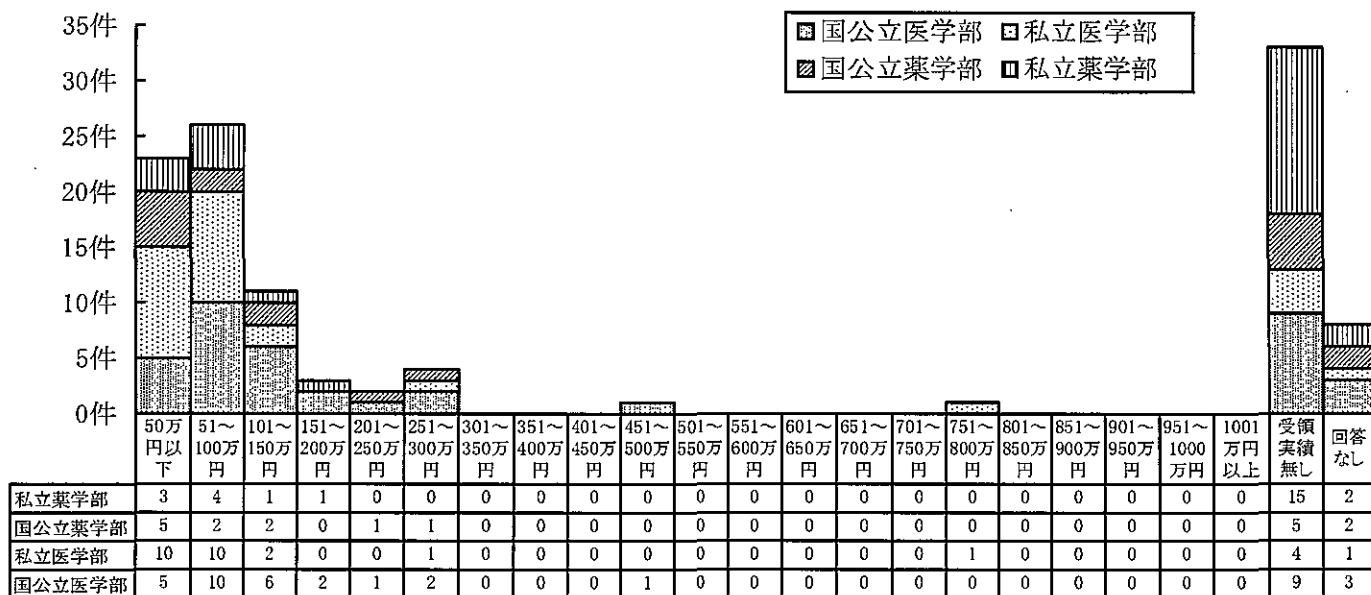 35件
30件
25件
20件
15件
10件
5件
0件
国公立医学部 私立医学部
国公立薬学部 私立薬学部
50万円以下 51～100万円 101～150万円 151～200万円 201～250万円 251～300万円 301～350万円 351～400万円 401～450万円 451～500万円 501～550万円 551～600万円 601～650万円 651～700万円 701～750万円 751～800万円 801～850万円 851～900万円 901～950万円 951～1000万円 1001万円以上 受領実績無し 回答なし
私立薬学部 3 4 1 1 0 0 0 0 0 0 0 0 0 0 0 0 0 0 0 0 0 15 2
国公立薬学部 5 2 2 0 1 1 0 0 0 0 0 0 0 0 0 0 0 0 0 0 0 5 2
私立医学部 10 10 2 0 0 1 0 0 0 0 0 0 0 0 0 1 0 0 0 0 0 4 1
国公立医学部 5 10 6 2 1 2 0 0 0 1 0 0 0 0 0 0 0 0 0 0 0 9 3